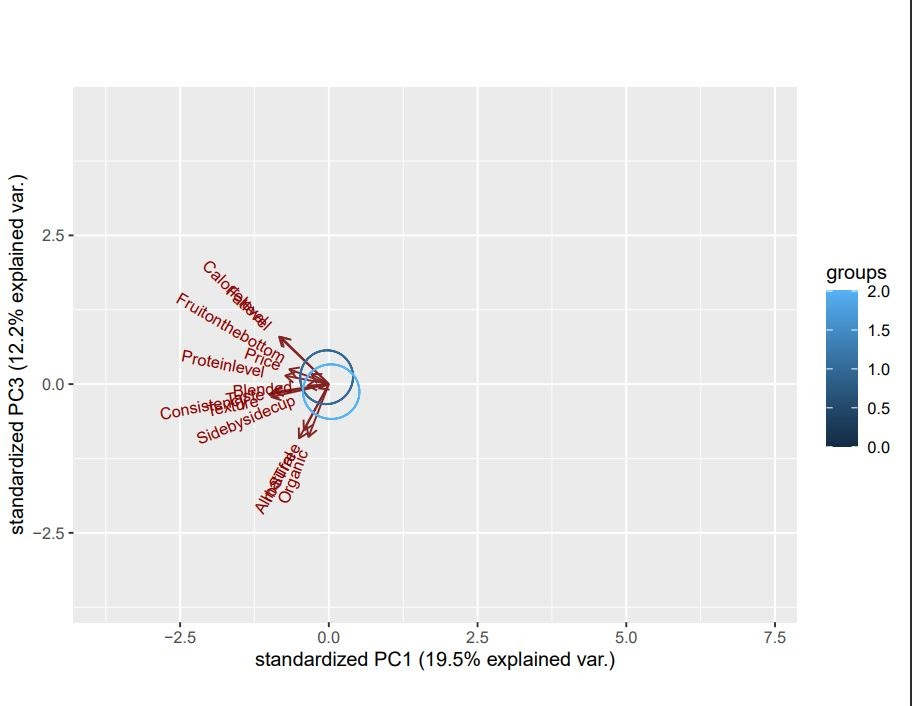 standardized PC3 (12.2% explained var.)
2.5
0.0
−2.5
Calorielevel
Fruitonthebottom
Price
Proteinlevel
Blended
Taste
Consistency
Texture
Sidebysidecup
Organic
−2.5
0.0
2.5
5.0
7.5
standardized PC1 (19.5% explained var.)
groups
2.0
1.5
1.0
0.5
0.0